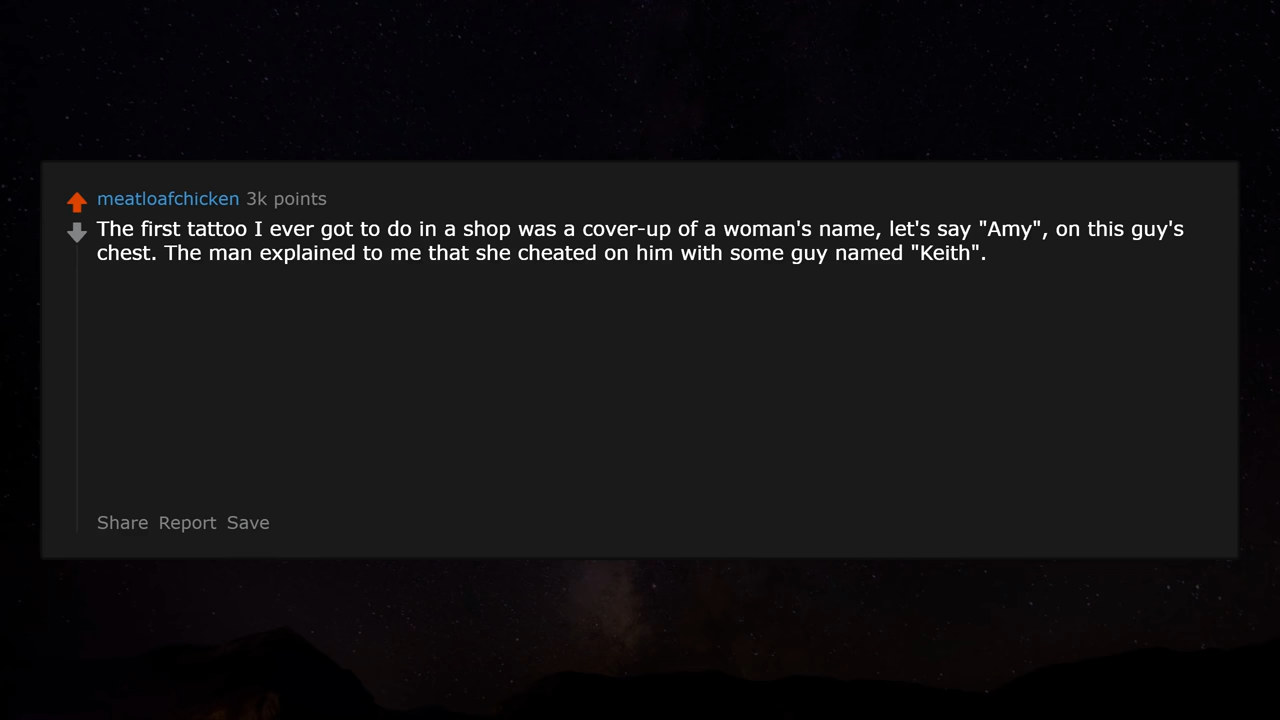 meatloafchicken 3k points
The first tattoo I ever got to do in a shop was a cover-up of a woman's name, let's say "Amy", on this guy's
chest. The man explained to me that she cheated on him with some guy named "Keith".
Share Report Save